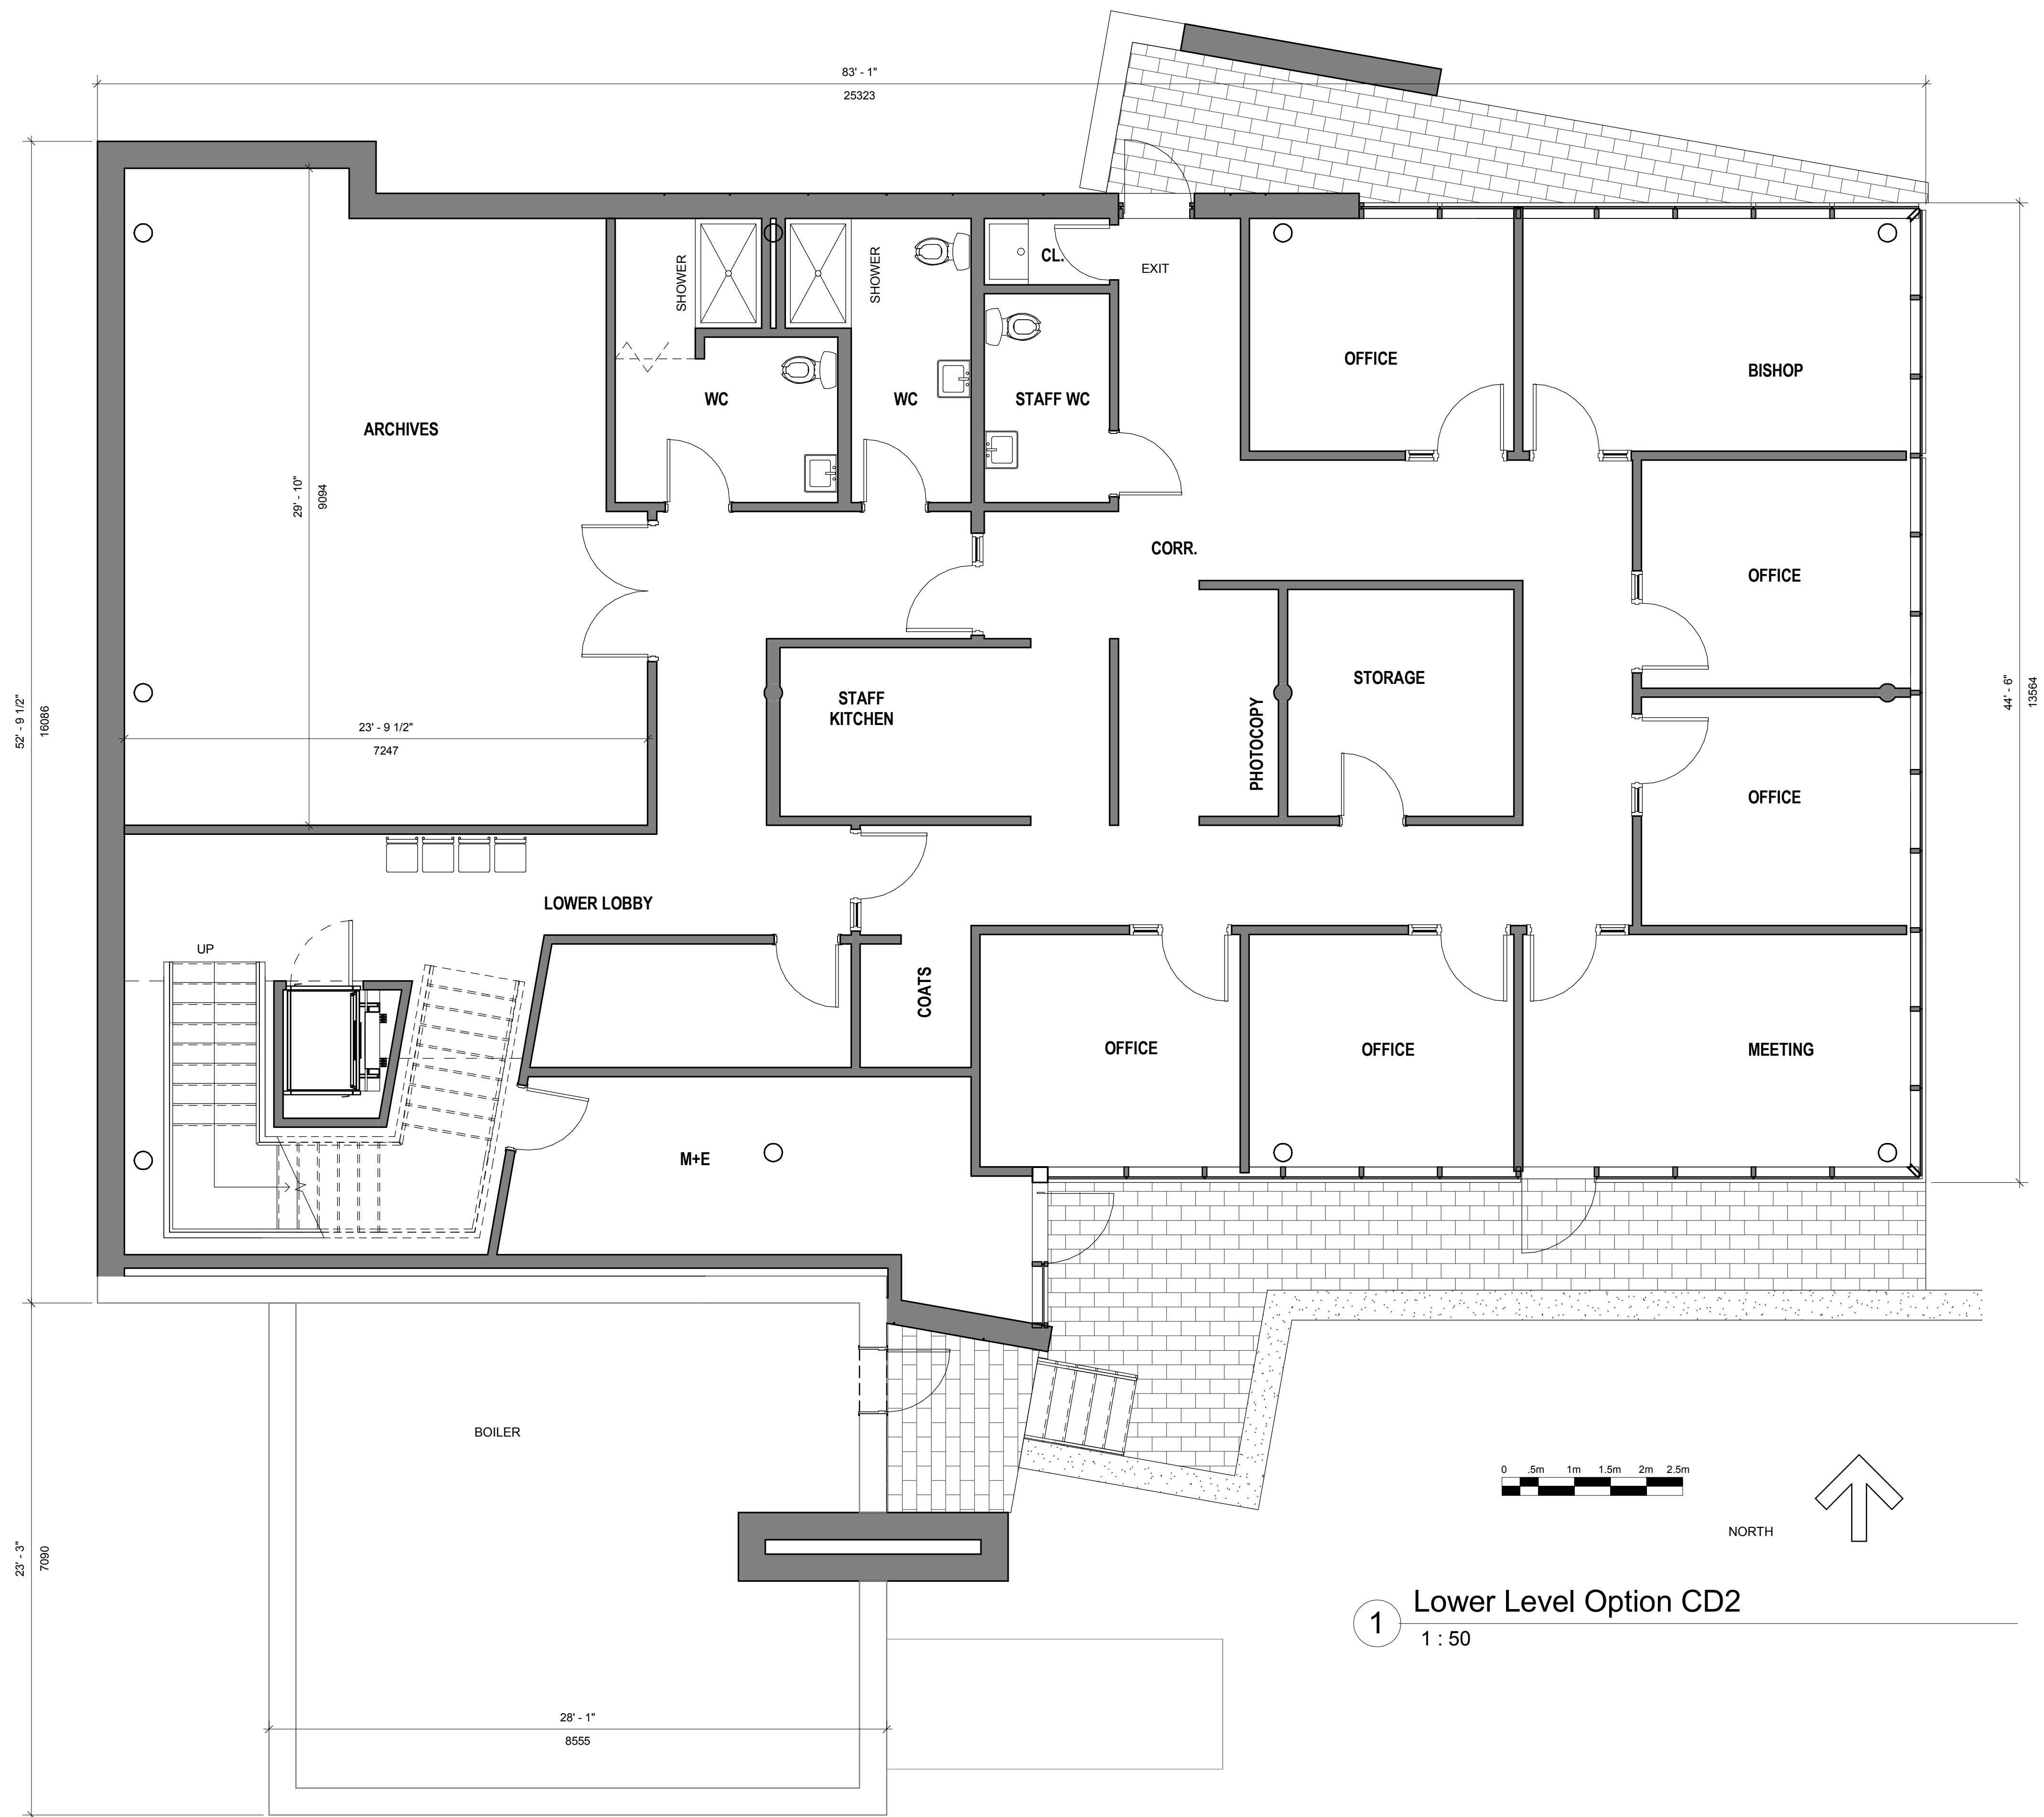 83' - 1"
25323
SHOWER
SHOWER
CL.
EXIT
OFFICE
BISHOP
WC
WC
STAFF WC
ARCHIVES
29' - 10"
9094
CORR.
OFFICE
STAFF
KITCHEN
STORAGE
PHOTOCOPY
44' - 6"
13564
52' - 9 1/2"
16086
23' - 9 1/2"
7247
OFFICE
LOWER LOBBY
UP
COATS
OFFICE
OFFICE
MEETING
M+E
BOILER
0 .5m 1m 1.5m 2m 2.5m
NORTH
23' - 3"
7090
1 Lower Level Option CD2
1 : 50
28' - 1"
8555